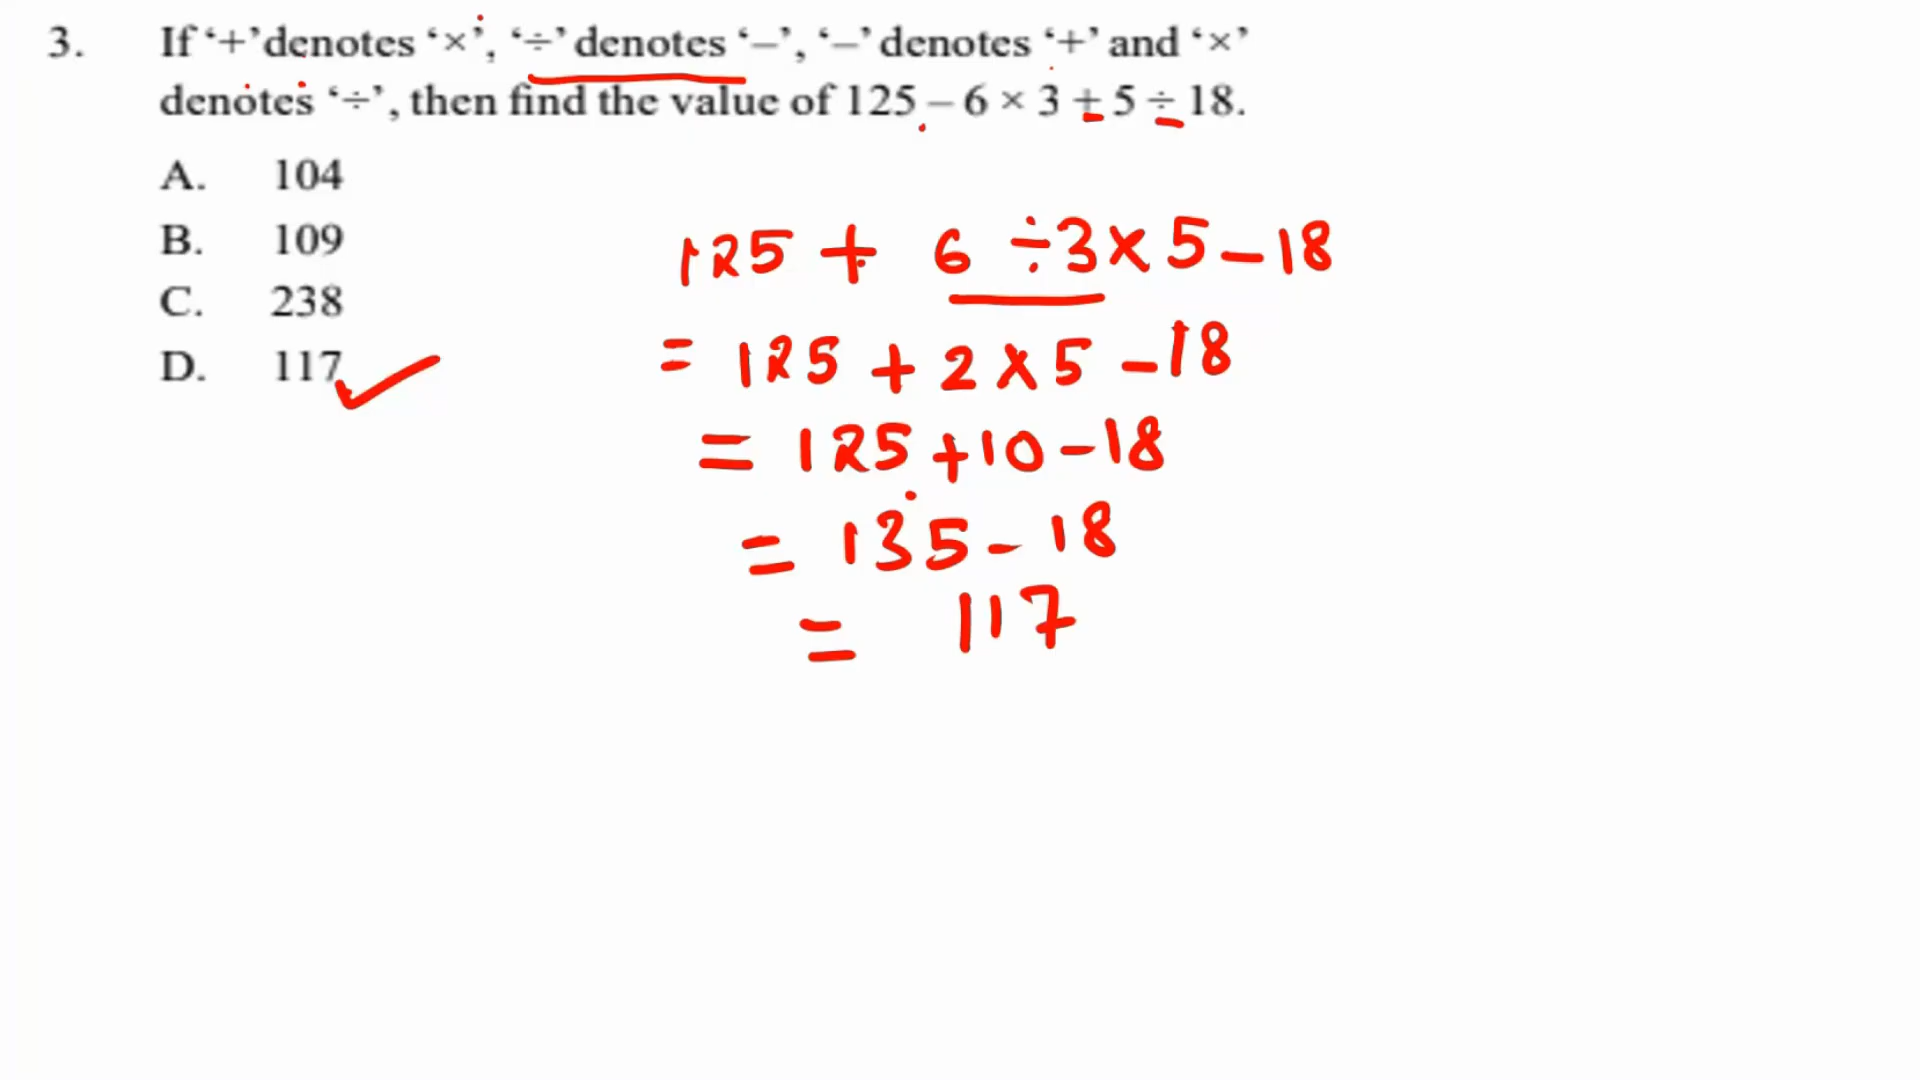 3. If ‘+’denotes ‘×’, ‘÷’ denotes ‘–’, ‘–’ denotes ‘+’ and ‘×’
denotes ‘÷’, then find the value of 125 – 6 × 3 + 5 ÷ 18.
A. 104
B. 109
C. 238
D. 117
125 + 6 ÷ 3 × 5 – 18
= 125 + 2 × 5 – 18
= 125 + 10 – 18
= 135 – 18
= 117